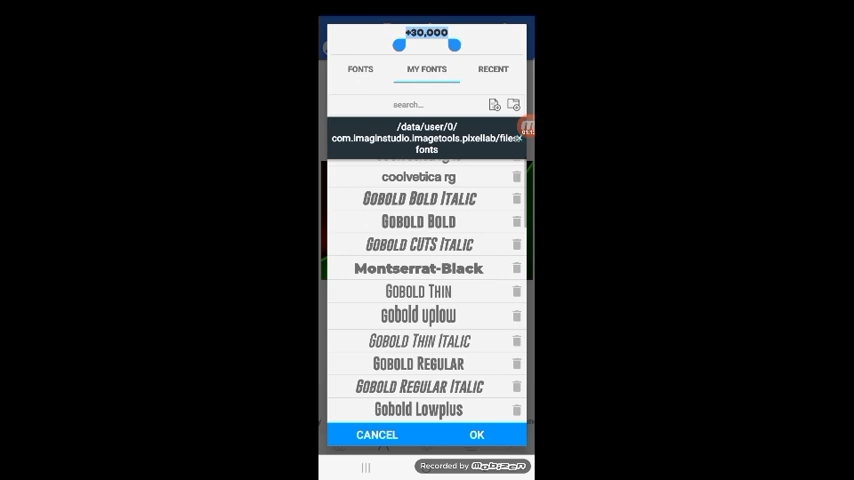 +30,000
FONTS MY FONTS RECENT
search...
/data/user/0/
com.imaginstudio.imagetools.pixellab/files
fonts
coolvetica rg
GOBOLD BOLD ITALIC
GOBOLD BOLD
GOBOLD CUTS ITALIC
Montserrat-Black
GOBOLD THIN
gobold uplow
GOBOLD THIN ITALIC
GOBOLD REGULAR
GOBOLD REGULAR ITALIC
Gobold Lowplus
CANCEL OK
Recorded by MOBIZEN